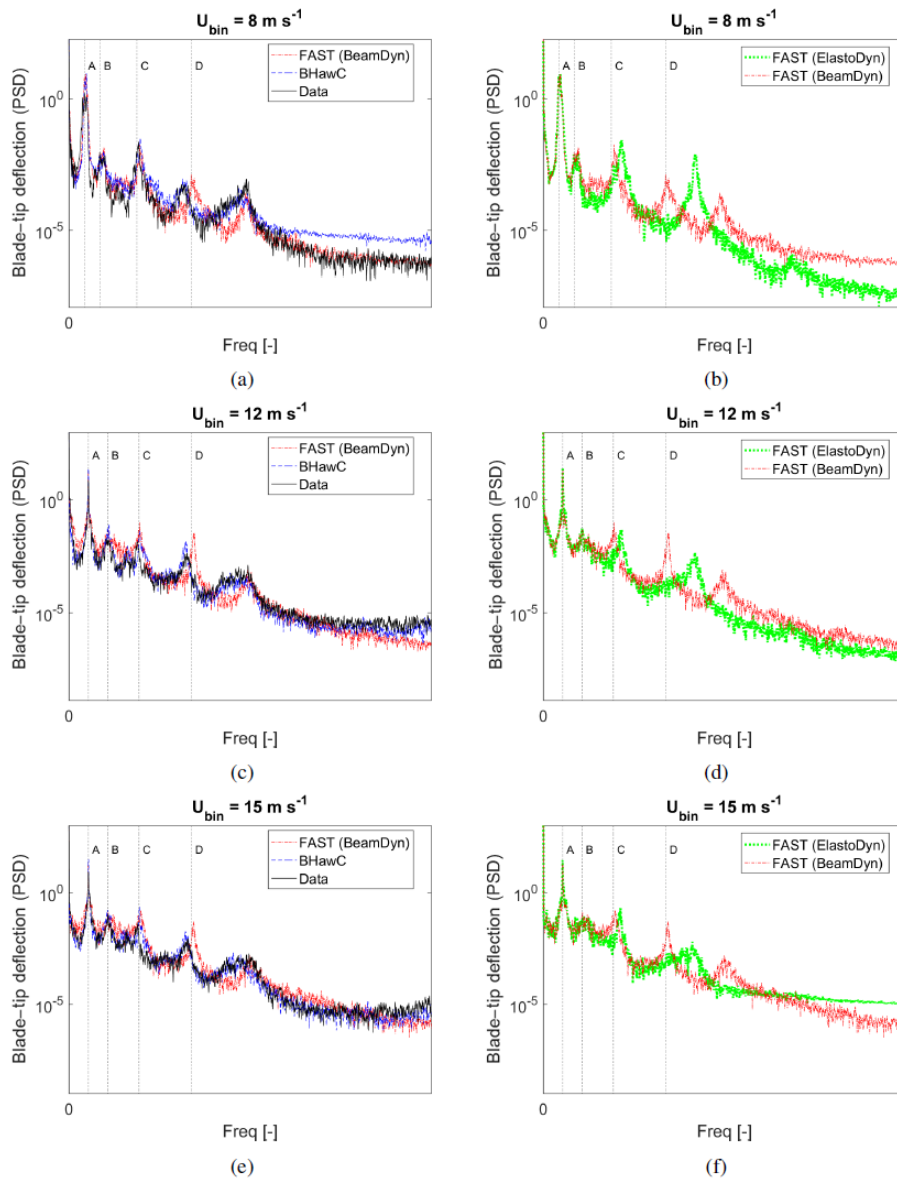 U_bin = 8 m s^-1
A B C D
FAST (BeamDyn)
BHawC
Data
10^0
10^-5
Blade-tip deflection (PSD)
0
Freq [-]
(a)
U_bin = 8 m s^-1
A B C D
FAST (ElastoDyn)
FAST (BeamDyn)
10^0
10^-5
Blade-tip deflection (PSD)
0
Freq [-]
(b)
U_bin = 12 m s^-1
A B C D
FAST (BeamDyn)
BHawC
Data
10^0
10^-5
Blade-tip deflection (PSD)
0
Freq [-]
(c)
U_bin = 12 m s^-1
A B C D
FAST (ElastoDyn)
FAST (BeamDyn)
10^0
10^-5
Blade-tip deflection (PSD)
0
Freq [-]
(d)
U_bin = 15 m s^-1
A B C D
FAST (BeamDyn)
BHawC
Data
10^0
10^-5
Blade-tip deflection (PSD)
0
Freq [-]
(e)
U_bin = 15 m s^-1
A B C D
FAST (ElastoDyn)
FAST (BeamDyn)
10^0
10^-5
Blade-tip deflection (PSD)
0
Freq [-]
(f)